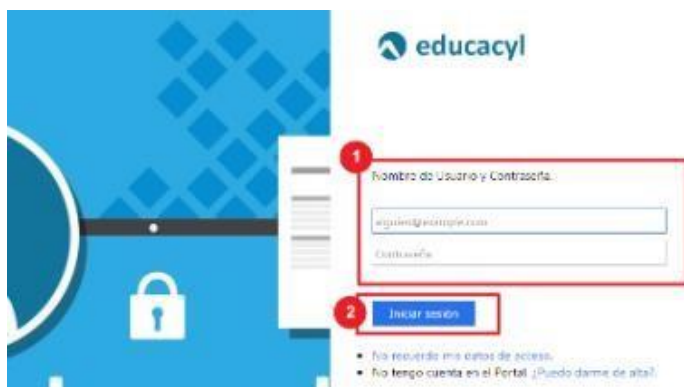 educacyl
1
Nombre de Usuario y Contraseña.
alguien@example.com
Contraseña
2
Iniciar sesión
No recuerdo mis datos de acceso.
No tengo cuenta en el Portal ¿Puedo darme de alta?